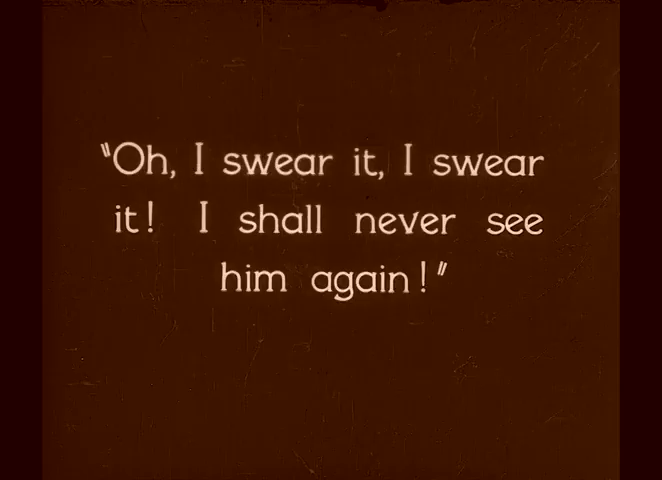 "Oh, I swear it, I swear
it! I shall never see
him again!"